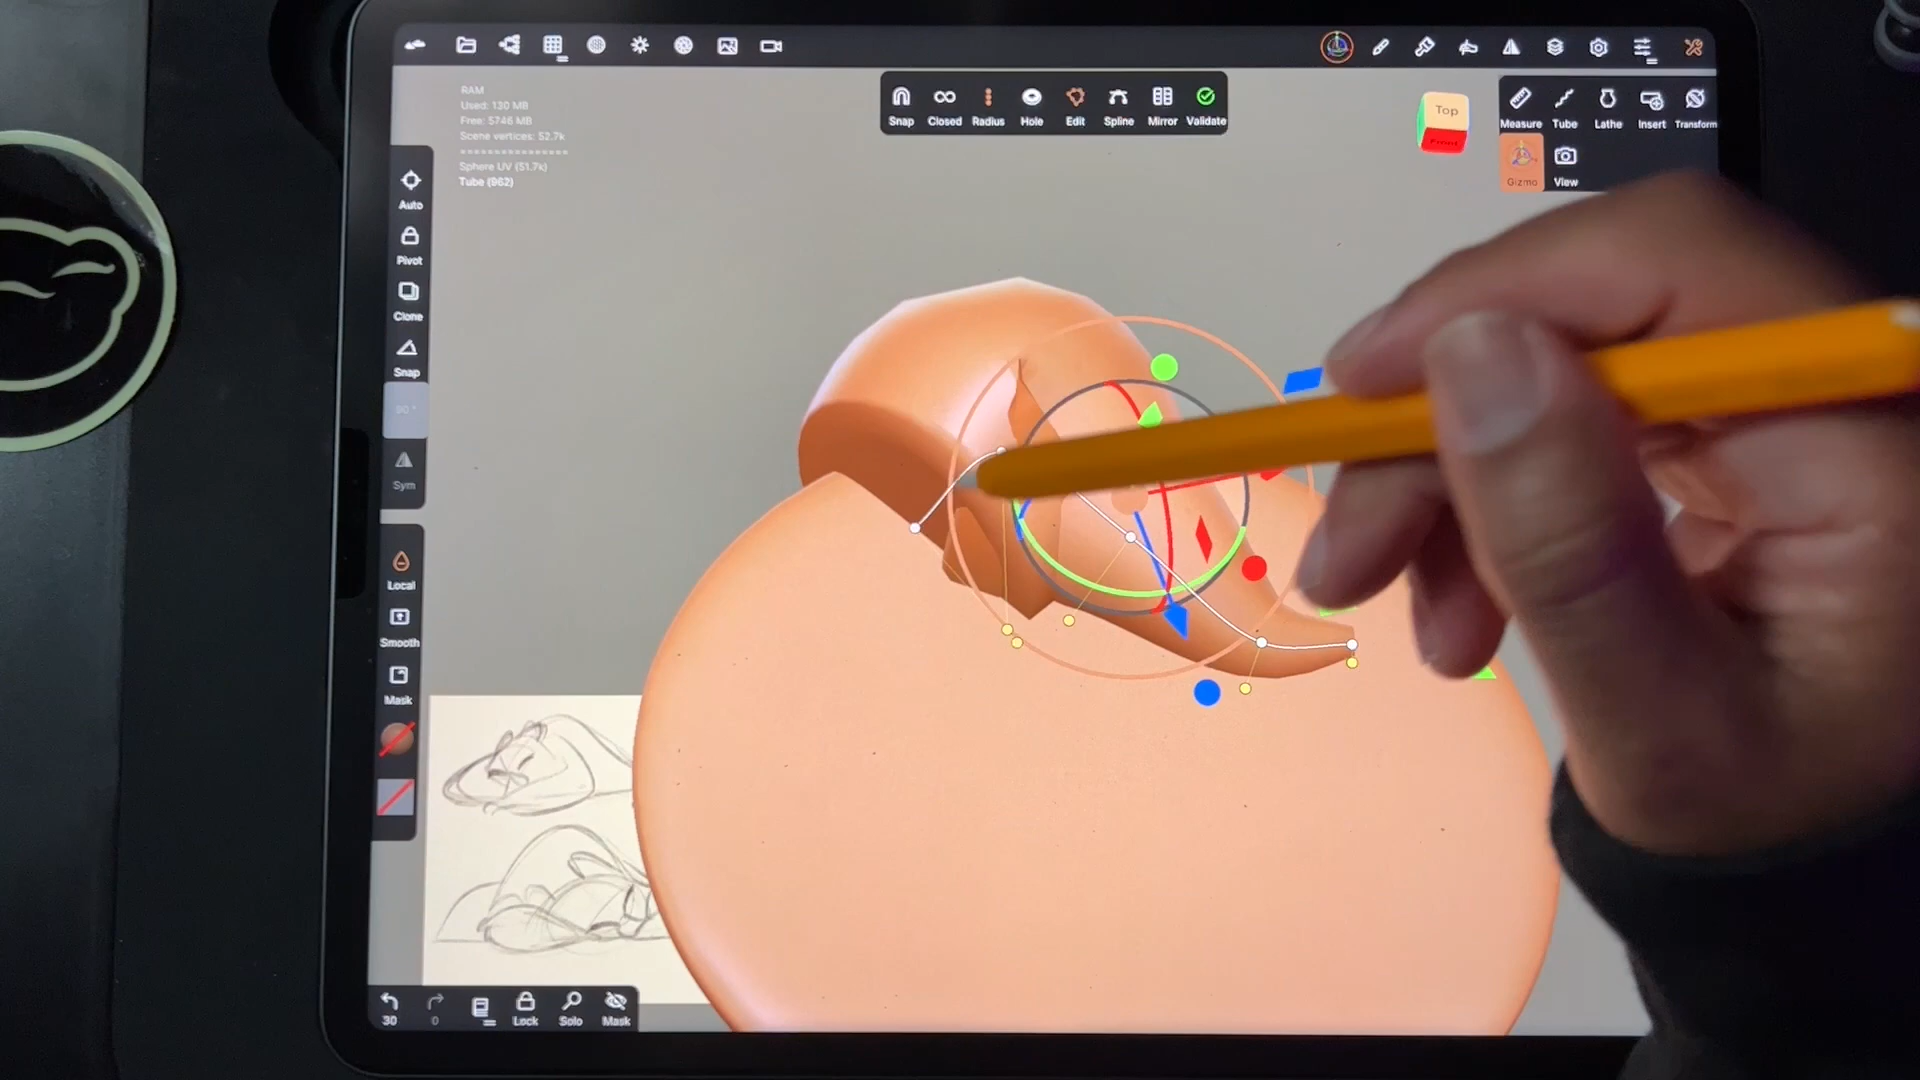 RAM
Used: 130 MB
Free: 5746 MB
Scene vertices: 52.7k
Sphere UV (51.7k)
Tube (962)
Snap Closed Radius Hole Edit Spline Mirror Validate
Top
Front
Measure Tube Lathe Insert Transform
Gizmo View
Auto
Pivot
Clone
Snap
90°
Sym
Local
Smooth
Mask
30 0 Lock Solo Mask